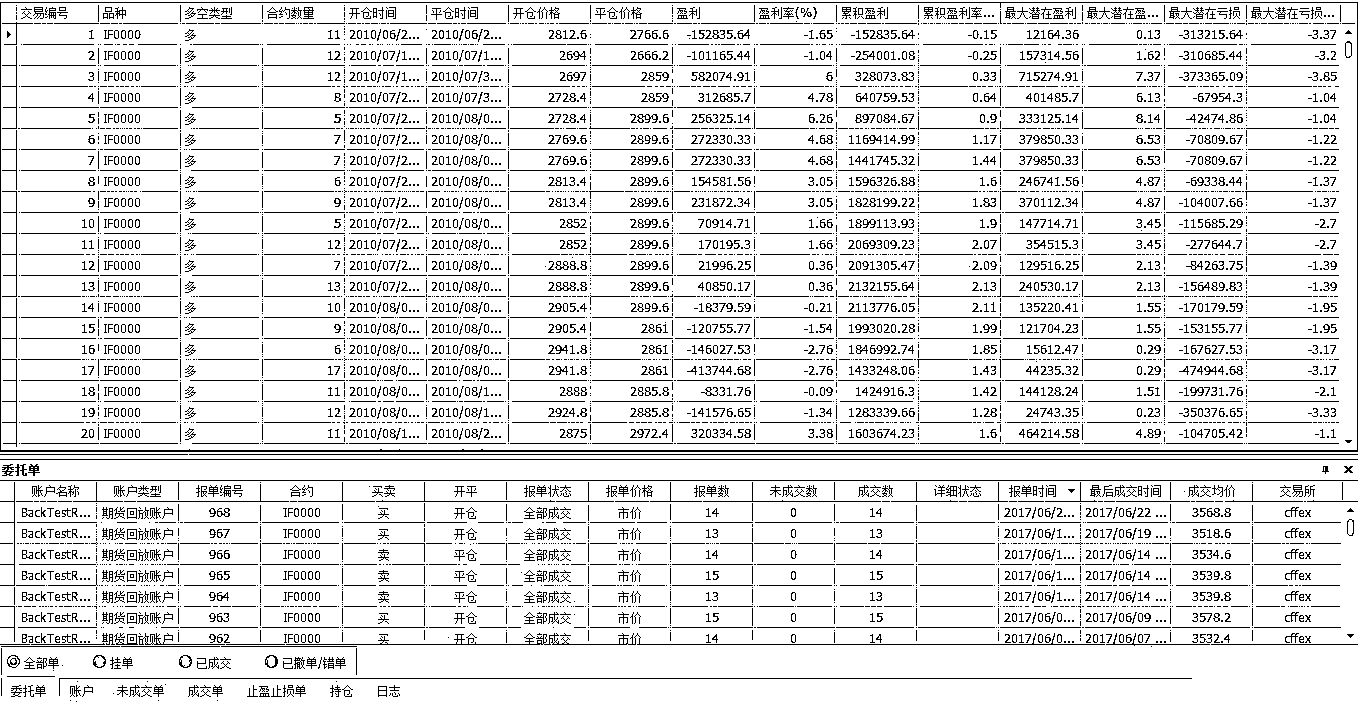 交易编号 品种 多空类型 合约数量 开仓时间 平仓时间 开仓价格 平仓价格 盈利 盈利率(%) 累积盈利 累积盈利率... 最大潜在盈利 最大潜在盈... 最大潜在亏损 最大潜在亏损...
1 IF0000 多 11 2010/06/2... 2010/06/2... 2812.6 2766.6 -152835.64 -1.65 -152835.64 -0.15 12164.36 0.13 -313215.64 -3.37
2 IF0000 多 12 2010/07/1... 2010/07/1... 2694 2666.2 -101165.44 -1.04 -254001.08 -0.25 157314.56 1.62 -310685.44 -3.2
3 IF0000 多 12 2010/07/1... 2010/07/3... 2697 2859 582074.91 6 328073.83 0.33 715274.91 7.37 -373365.09 -3.85
4 IF0000 多 8 2010/07/2... 2010/07/3... 2728.4 2859 312685.7 4.78 640759.53 0.64 401485.7 6.13 -67954.3 -1.04
5 IF0000 多 5 2010/07/2... 2010/08/0... 2728.4 2899.6 256325.14 6.26 897084.67 0.9 333125.14 8.14 -42474.86 -1.04
6 IF0000 多 7 2010/07/2... 2010/08/0... 2769.6 2899.6 272330.33 4.68 1169414.99 1.17 379850.33 6.53 -70809.67 -1.22
7 IF0000 多 7 2010/07/2... 2010/08/0... 2769.6 2899.6 272330.33 4.68 1441745.32 1.44 379850.33 6.53 -70809.67 -1.22
8 IF0000 多 6 2010/07/2... 2010/08/0... 2813.4 2899.6 154581.56 3.05 1596326.88 1.6 246741.56 4.87 -69338.44 -1.37
9 IF0000 多 9 2010/07/2... 2010/08/0... 2813.4 2899.6 231872.34 3.05 1828199.22 1.83 370112.34 4.87 -104007.66 -1.37
10 IF0000 多 5 2010/07/2... 2010/08/0... 2852 2899.6 70914.71 1.66 1899113.93 1.9 147714.71 3.45 -115685.29 -2.7
11 IF0000 多 12 2010/07/2... 2010/08/0... 2852 2899.6 170195.3 1.66 2069309.23 2.07 354515.3 3.45 -277644.7 -2.7
12 IF0000 多 7 2010/07/2... 2010/08/0... 2888.8 2899.6 21996.25 0.36 2091305.47 2.09 129516.25 2.13 -84263.75 -1.39
13 IF0000 多 13 2010/07/2... 2010/08/0... 2888.8 2899.6 40850.17 0.36 2132155.64 2.13 240530.17 2.13 -156489.83 -1.39
14 IF0000 多 10 2010/08/0... 2010/08/0... 2905.4 2899.6 -18379.59 -0.21 2113776.05 2.11 135220.41 1.55 -170179.59 -1.95
15 IF0000 多 9 2010/08/0... 2010/08/0... 2905.4 2861 -120755.77 -1.54 1993020.28 1.99 121704.23 1.55 -153155.77 -1.95
16 IF0000 多 6 2010/08/0... 2010/08/0... 2941.8 2861 -146027.53 -2.76 1846992.74 1.85 15612.47 0.29 -167627.53 -3.17
17 IF0000 多 17 2010/08/0... 2010/08/0... 2941.8 2861 -413744.68 -2.76 1433248.06 1.43 44235.32 0.29 -474944.68 -3.17
18 IF0000 多 11 2010/08/0... 2010/08/1... 2888 2885.8 -8331.76 -0.09 1424916.3 1.42 144128.24 1.51 -199731.76 -2.1
19 IF0000 多 12 2010/08/0... 2010/08/1... 2924.8 2885.8 -141576.65 -1.34 1283339.66 1.28 24743.35 0.23 -350376.65 -3.33
20 IF0000 多 11 2010/08/1... 2010/08/2... 2875 2972.4 320334.58 3.38 1603674.23 1.6 464214.58 4.89 -104705.42 -1.1
委托单
账户名称 账户类型 报单编号 合约 买卖 开平 报单状态 报单价格 报单数 未成交数 成交数 详细状态 报单时间 最后成交时间 成交均价 交易所
BackTestR... 期货回放账户 968 IF0000 买 开仓 全部成交 市价 14 0 14 2017/06/2... 2017/06/22 ... 3568.8 cffex
BackTestR... 期货回放账户 967 IF0000 买 开仓 全部成交 市价 13 0 13 2017/06/1... 2017/06/19 ... 3518.6 cffex
BackTestR... 期货回放账户 966 IF0000 卖 平仓 全部成交 市价 14 0 14 2017/06/1... 2017/06/14 ... 3534.6 cffex
BackTestR... 期货回放账户 965 IF0000 卖 平仓 全部成交 市价 15 0 15 2017/06/1... 2017/06/14 ... 3539.8 cffex
BackTestR... 期货回放账户 964 IF0000 卖 平仓 全部成交 市价 13 0 13 2017/06/1... 2017/06/14 ... 3539.8 cffex
BackTestR... 期货回放账户 963 IF0000 买 开仓 全部成交 市价 15 0 15 2017/06/0... 2017/06/09 ... 3578.2 cffex
BackTestR... 期货回放账户 962 IF0000 买 开仓 全部成交 市价 14 0 14 2017/06/0... 2017/06/07 ... 3532.4 cffex
全部单 挂单 已成交 已撤单/错单
委托单 账户 未成交单 成交单 止盈止损单 持仓 日志